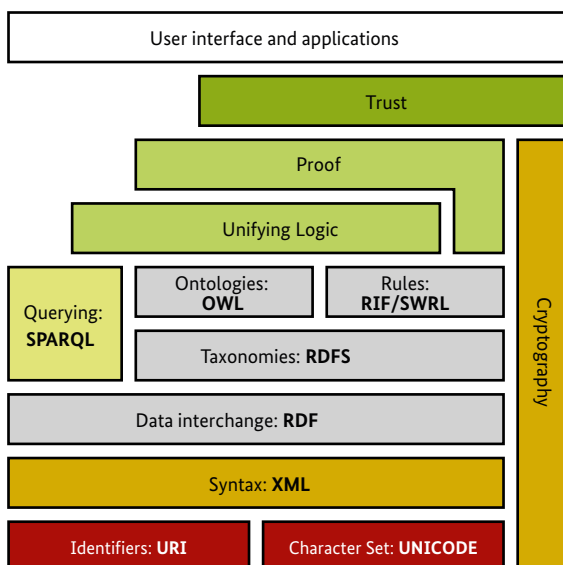 User interface and applications
Trust
Proof
Unifying Logic
Querying:
SPARQL
Ontologies:
OWL
Rules:
RIF/SWRL
Taxonomies: RDFS
Data interchange: RDF
Syntax: XML
Identifiers: URI
Character Set: UNICODE
Cryptography